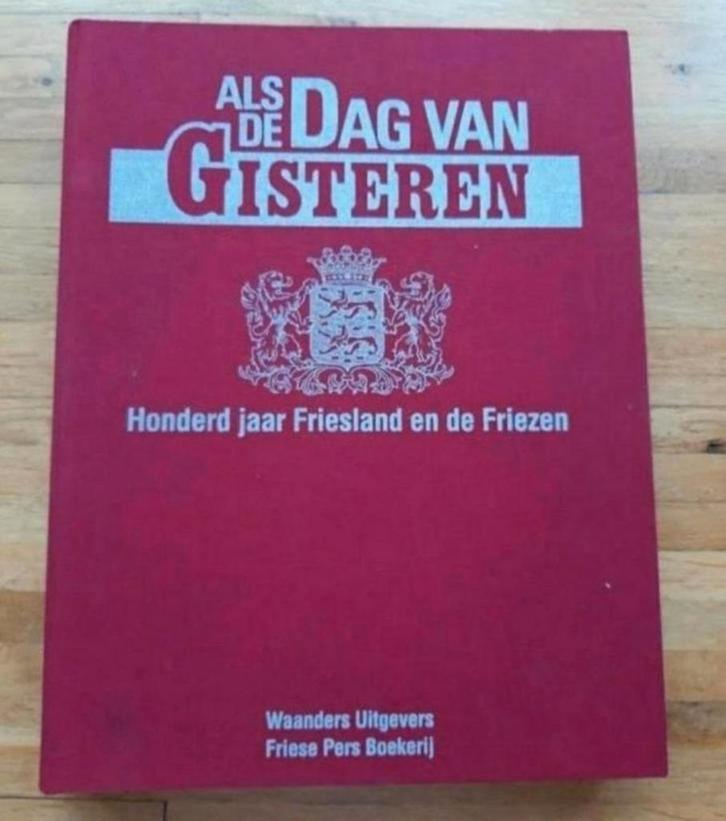 ALS
DE DAG VAN
GISTEREN
Honderd jaar Friesland en de Friezen
Waanders Uitgevers
Friese Pers Boekerij